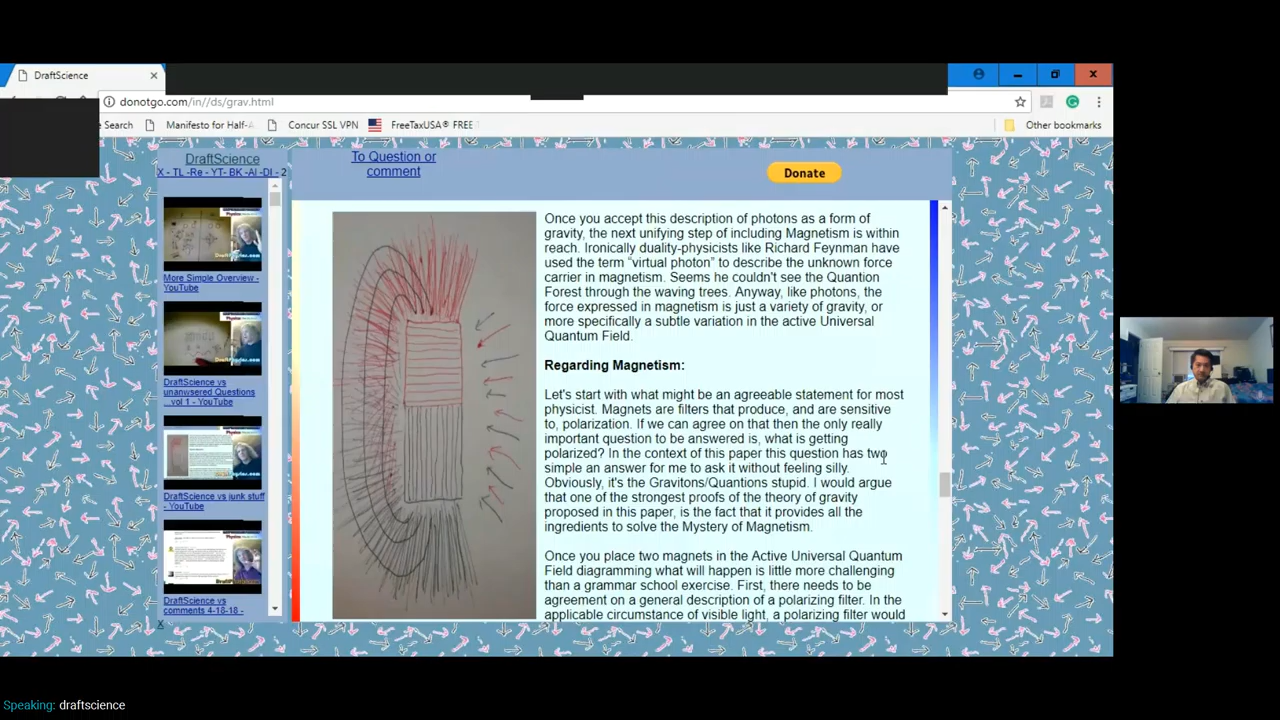 DraftScience
donotgo.com/in//ds/grav.html
Search
Manifesto for Half-A
Concur SSL VPN
FreeTaxUSA® FREE
Other bookmarks
DraftScience
X - TL -Re - YT- BK -AI -DI - 2
To Question or
comment
Donate
More Simple Overview -
YouTube
DraftScience vs
unanwsered Questions
...vol 1 - YouTube
DraftScience vs junk stuff
- YouTube
DraftScience vs
comments 4-18-18 -
X
Once you accept this description of photons as a form of
gravity, the next unifying step of including Magnetism is within
reach. Ironically duality-physicists like Richard Feynman have
used the term “virtual photon” to describe the unknown force
carrier in magnetism. Seems he couldn't see the Quantion
Forest through the waving trees. Anyway, like photons, the
force expressed in magnetism is just a variety of gravity, or
more specifically a subtle variation in the active Universal
Quantum Field.
Regarding Magnetism:
Let's start with what might be an agreeable statement for most
physicist. Magnets are filters that produce, and are sensitive
to, polarization. If we can agree on that then the only really
important question to be answered is, what is getting
polarized? In the context of this paper this question has two
simple an answer for me to ask it without feeling silly.
Obviously, it's the Gravitons/Quantions stupid. I would argue
that one of the strongest proofs of the theory of gravity
proposed in this paper, is the fact that it provides all the
ingredients to solve the Mystery of Magnetism.
Once you place two magnets in the Active Universal Quantum
Field diagramming what will happen is little more challenging
than a grammar school exercise. First, there needs to be
agreement on a general description of a polarizing filter. In the
applicable circumstance of visible light, a polarizing filter would
Speaking: draftscience